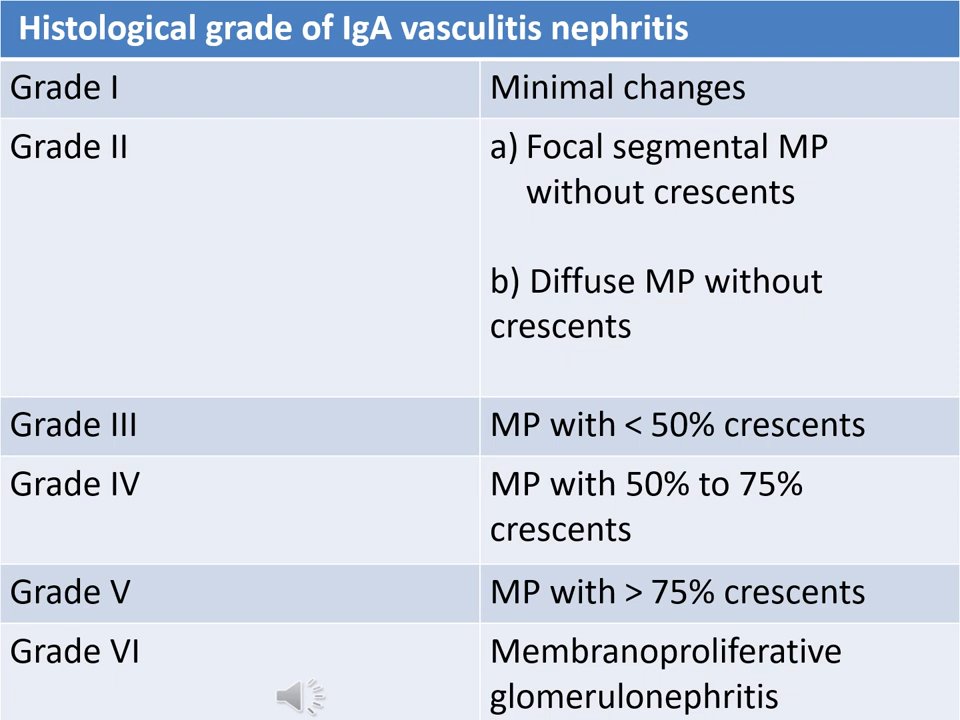 Histological grade of IgA vasculitis nephritis
Grade I
Minimal changes
Grade II
a) Focal segmental MP
without crescents
b) Diffuse MP without
crescents
Grade III
MP with < 50% crescents
Grade IV
MP with 50% to 75%
crescents
Grade V
MP with > 75% crescents
Grade VI
Membranoproliferative
glomerulonephritis